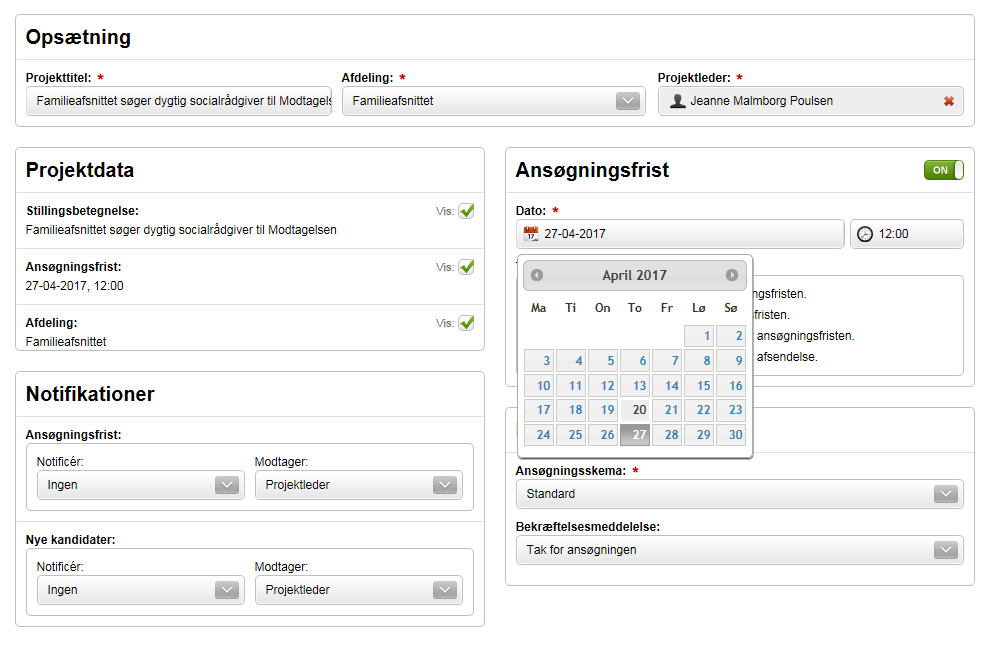 Opsætning
Projekttitel: *
Familieafsnittet søger dygtig socialrådgiver til Modtagels
Afdeling: *
Familieafsnittet
Projektleder: *
Jeanne Malmborg Poulsen
Projektdata
Stillingsbetegnelse:
Vis:
Familieafsnittet søger dygtig socialrådgiver til Modtagelsen
Ansøgningsfrist:
Vis:
27-04-2017, 12:00
Afdeling:
Vis:
Familieafsnittet
Notifikationer
Ansøgningsfrist:
Notificér: Modtager:
Ingen Projektleder
Nye kandidater:
Notificér: Modtager:
Ingen Projektleder
Ansøgningsfrist
ON
Dato: *
27-04-2017 12:00
April 2017
Ma Ti On To Fr Lø Sø
1 2
3 4 5 6 7 8 9
10 11 12 13 14 15 16
17 18 19 20 21 22 23
24 25 26 27 28 29 30
ngsfristen.
fristen.
ansøgningsfristen.
afsendelse.
Ansøgningsskema: *
Standard
Bekræftelsesmeddelelse:
Tak for ansøgningen